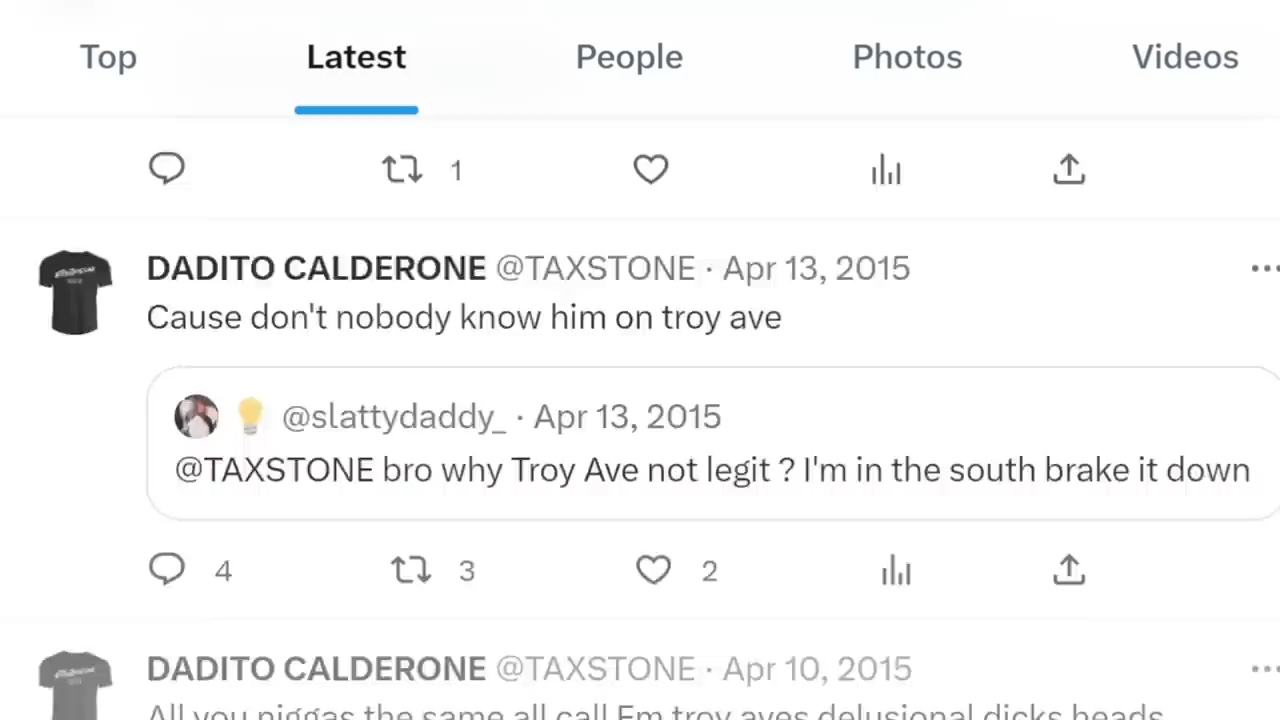 Top Latest People Photos Videos
1
DADITO CALDERONE @TAXSTONE · Apr 13, 2015
Cause don't nobody know him on troy ave
@slattydaddy_ · Apr 13, 2015
@TAXSTONE bro why Troy Ave not legit ? I'm in the south brake it down
4 3 2
DADITO CALDERONE @TAXSTONE · Apr 10, 2015
All you niggas the same all call Em troy aves delusional dicks heads